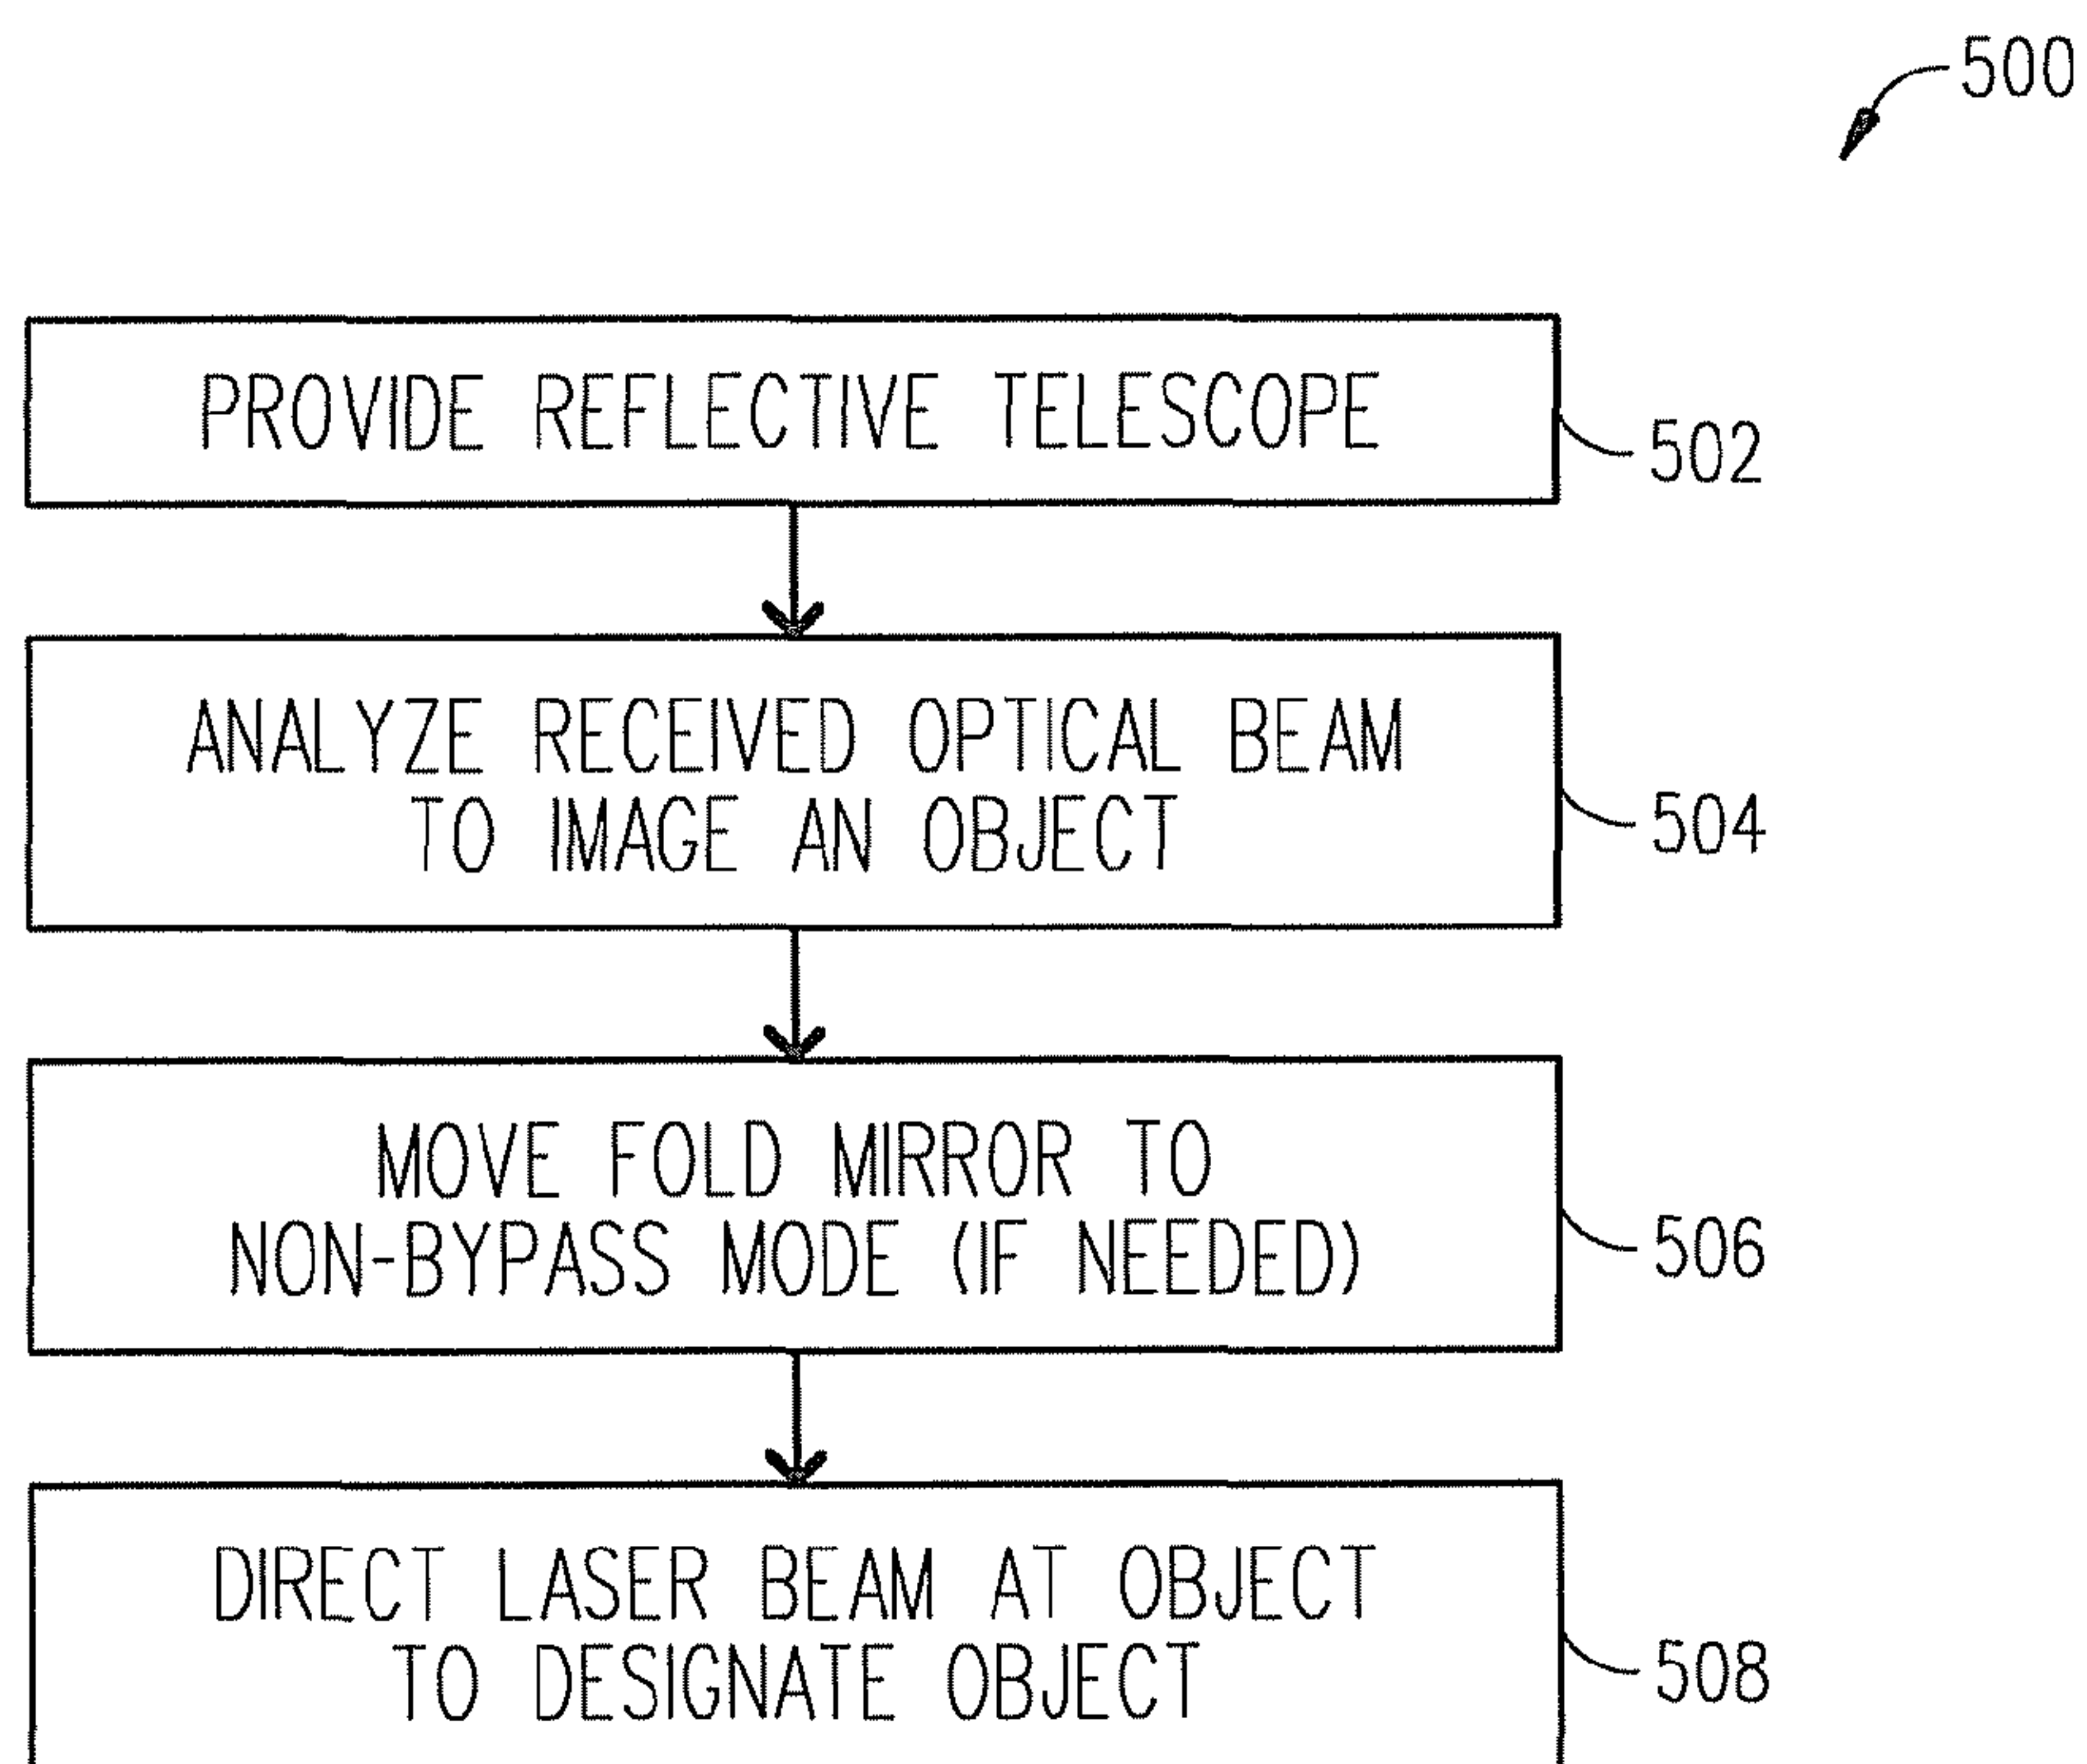 500
PROVIDE REFLECTIVE TELESCOPE
502
ANALYZE RECEIVED OPTICAL BEAM
TO IMAGE AN OBJECT
504
MOVE FOLD MIRROR TO
NON-BYPASS MODE (IF NEEDED)
506
DIRECT LASER BEAM AT OBJECT
TO DESIGNATE OBJECT
508